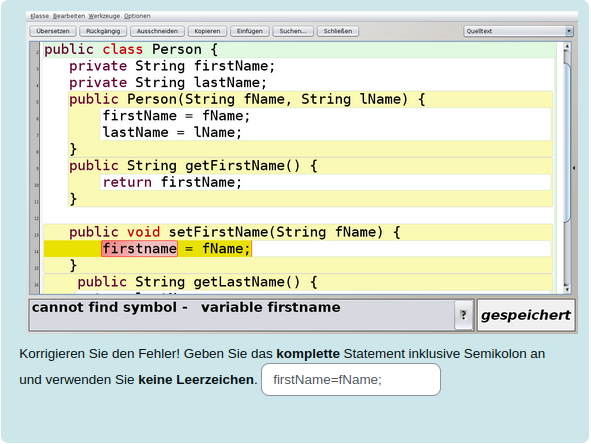 Klasse Bearbeiten Werkzeuge Optionen
Übersetzen Rückgängig Ausschneiden Kopieren Einfügen Suchen... Schließen Quelltext
public class Person {
private String firstName;
private String lastName;
public Person(String fName, String lName) {
firstName = fName;
lastName = lName;
}
public String getFirstName() {
return firstName;
}
public void setFirstName(String fName) {
firstname = fName;
}
public String getLastName() {
cannot find symbol - variable firstname
? gespeichert
Korrigieren Sie den Fehler! Geben Sie das komplette Statement inklusive Semikolon an
und verwenden Sie keine Leerzeichen. firstName=fName;